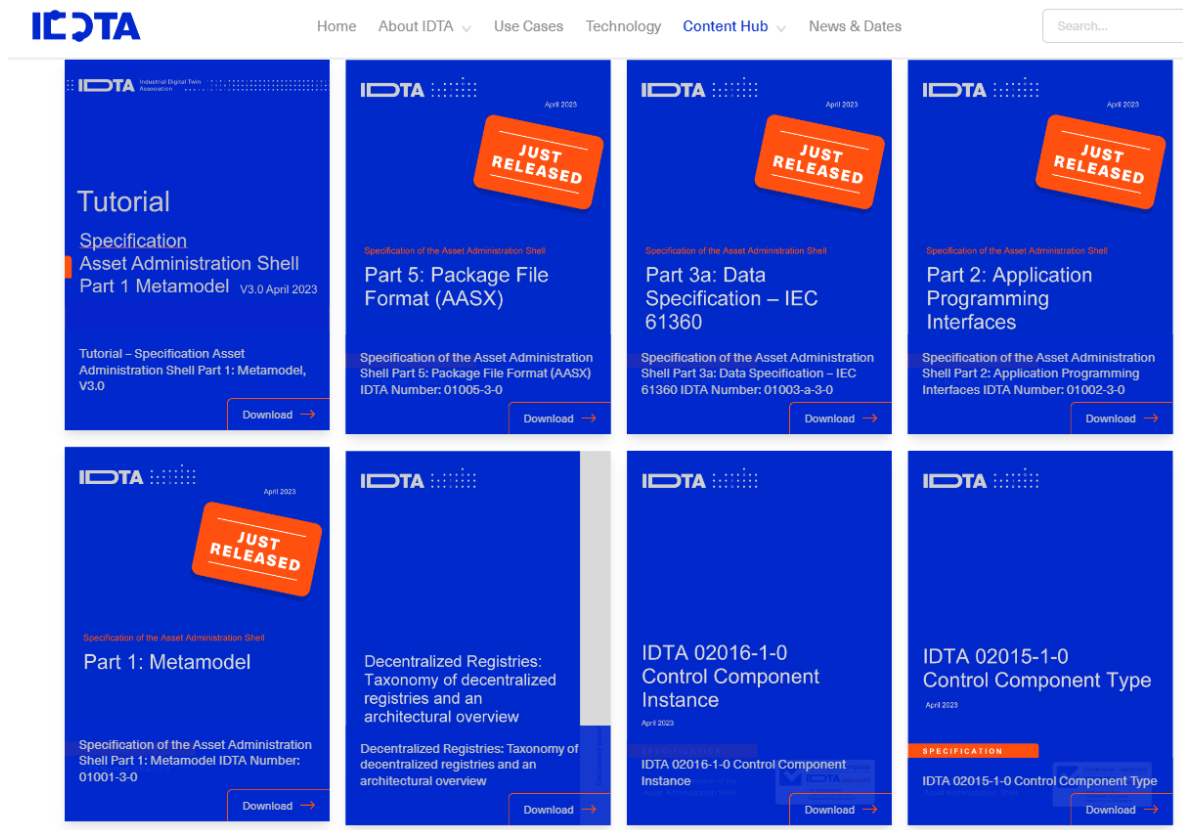 IDTA
Home
About IDTA
Use Cases
Technology
Content Hub
News & Dates
Search...
IDTA Industrial Digital Twin
Association
Tutorial
Specification
Asset Administration Shell
Part 1 Metamodel V3.0 April 2023
Tutorial – Specification Asset
Administration Shell Part 1: Metamodel,
V3.0
Download
IDTA
April 2023
JUST
RELEASED
Specification of the Asset Administration Shell
Part 5: Package File
Format (AASX)
Specification of the Asset Administration
Shell Part 5: Package File Format (AASX)
IDTA Number: 01005-3-0
Download
IDTA
April 2023
JUST
RELEASED
Specification of the Asset Administration Shell
Part 3a: Data
Specification – IEC
61360
Specification of the Asset Administration
Shell Part 3a: Data Specification – IEC
61360 IDTA Number: 01003-a-3-0
Download
IDTA
April 2023
JUST
RELEASED
Specification of the Asset Administration Shell
Part 2: Application
Programming
Interfaces
Specification of the Asset Administration
Shell Part 2: Application Programming
Interfaces IDTA Number: 01002-3-0
Download
IDTA
April 2023
JUST
RELEASED
Specification of the Asset Administration Shell
Part 1: Metamodel
Specification of the Asset Administration
Shell Part 1: Metamodel IDTA Number:
01001-3-0
Download
IDTA
Decentralized Registries:
Taxonomy of decentralized
registries and an
architectural overview
Decentralized Registries: Taxonomy of
decentralized registries and an
architectural overview
Download
IDTA
IDTA 02016-1-0
Control Component
Instance
April 2023
SPECIFICATION
IDTA 02016-1-0 Control Component
Instance
IDTA
Download
IDTA
IDTA 02015-1-0
Control Component Type
April 2023
SPECIFICATION
IDTA 02015-1-0 Control Component Type
Download